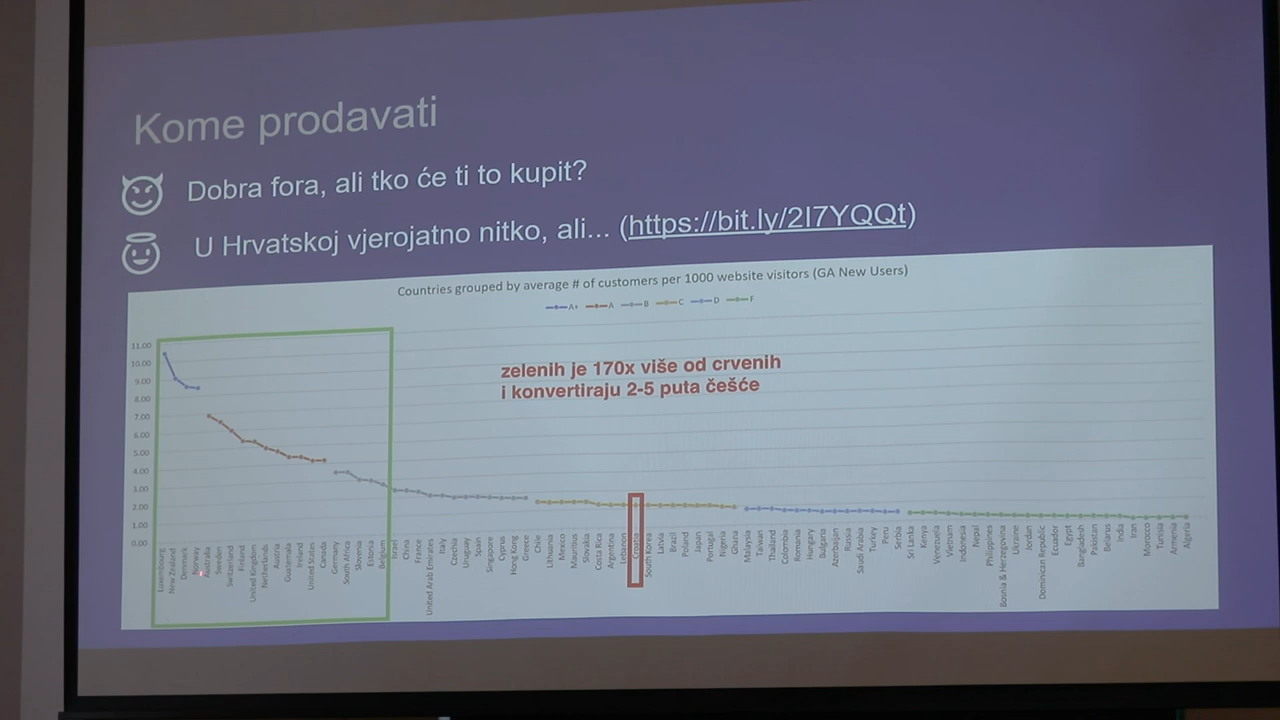 Kome prodavati
Dobra fora, ali tko će ti to kupit?
U Hrvatskoj vjerojatno nitko, ali... (https://bit.ly/2I7YQQt)
Countries grouped by average # of customers per 1000 website visitors (GA New Users)
A+ A B C D F
zelenih je 170x više od crvenih
i konvertiraju 2-5 puta češće
11.00
10.00
9.00
8.00
7.00
6.00
5.00
4.00
3.00
2.00
1.00
0.00
Luxembourg
New Zealand
Denmark
Norway
Australia
Sweden
Switzerland
Finland
United Kingdom
Netherlands
Austria
Guatemala
Ireland
United States
Canada
Germany
South Africa
Slovenia
Estonia
Belgium
Israel
China
France
United Arab Emirates
Italy
Czechia
Uruguay
Spain
Singapore
Cyprus
Hong Kong
Greece
Chile
Lithuania
Mexico
Mauritius
Slovakia
Costa Rica
Argentina
Lebanon
Croatia
South Korea
Latvia
Brazil
Poland
Japan
Portugal
Nigeria
Ghana
Malaysia
Taiwan
Thailand
Colombia
Romania
Hungary
Bulgaria
Azerbaijan
Russia
Saudi Arabia
Turkey
Peru
Serbia
Sri Lanka
Kenya
Venezuela
Vietnam
Indonesia
Nepal
Philippines
Bosnia & Herzegovina
Ukraine
Jordan
Dominican Republic
Ecuador
Egypt
Bangladesh
Pakistan
Belarus
India
Iran
Morocco
Tunisia
Armenia
Algeria